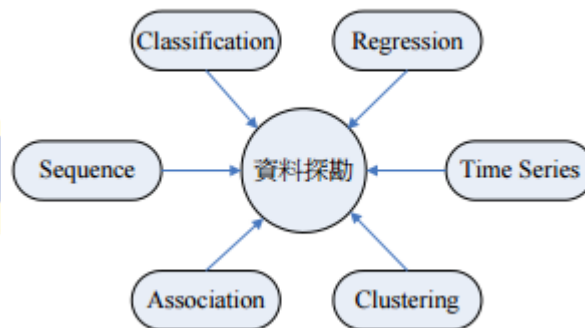 Classification
Regression
Sequence
資料探勘
Time Series
Association
Clustering